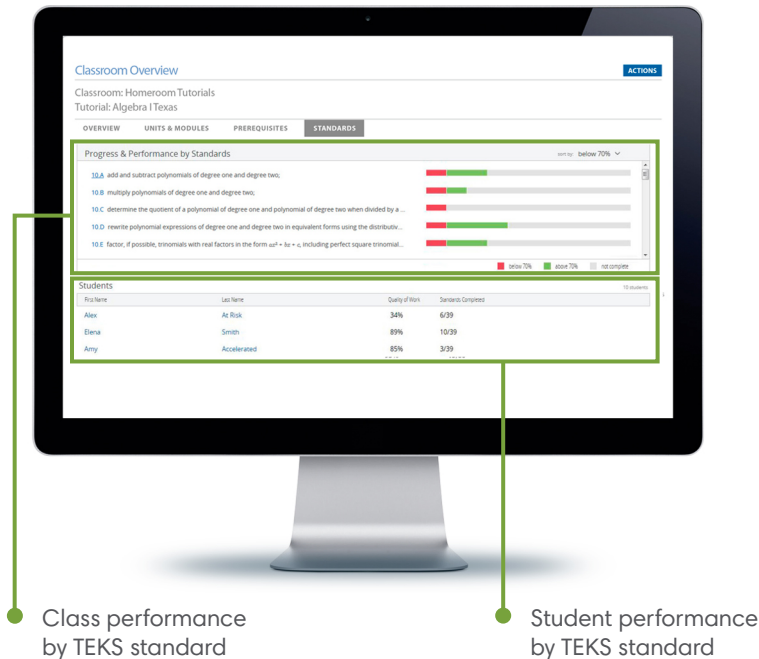 Classroom Overview
ACTIONS
Classroom: Homeroom Tutorials
Tutorial: Algebra I Texas
OVERVIEW UNITS & MODULES PREREQUISITES STANDARDS
Progress & Performance by Standards sort by: below 70%
10.A add and subtract polynomials of degree one and degree two;
10.B multiply polynomials of degree one and degree two;
10.C determine the quotient of a polynomial of degree one and polynomial of degree two when divided by a ...
10.D rewrite polynomial expressions of degree one and degree two in equivalent forms using the distributiv...
10.E factor, if possible, trinomials with real factors in the form ax² + bx + c, including perfect square trinomial...
below 70% above 70% not complete
Students 10 students
First Name Last Name Quality of Work Standards Completed
Alex At Risk 34% 6/39
Elena Smith 89% 10/39
Amy Accelerated 85% 3/39
Class performance
by TEKS standard
Student performance
by TEKS standard